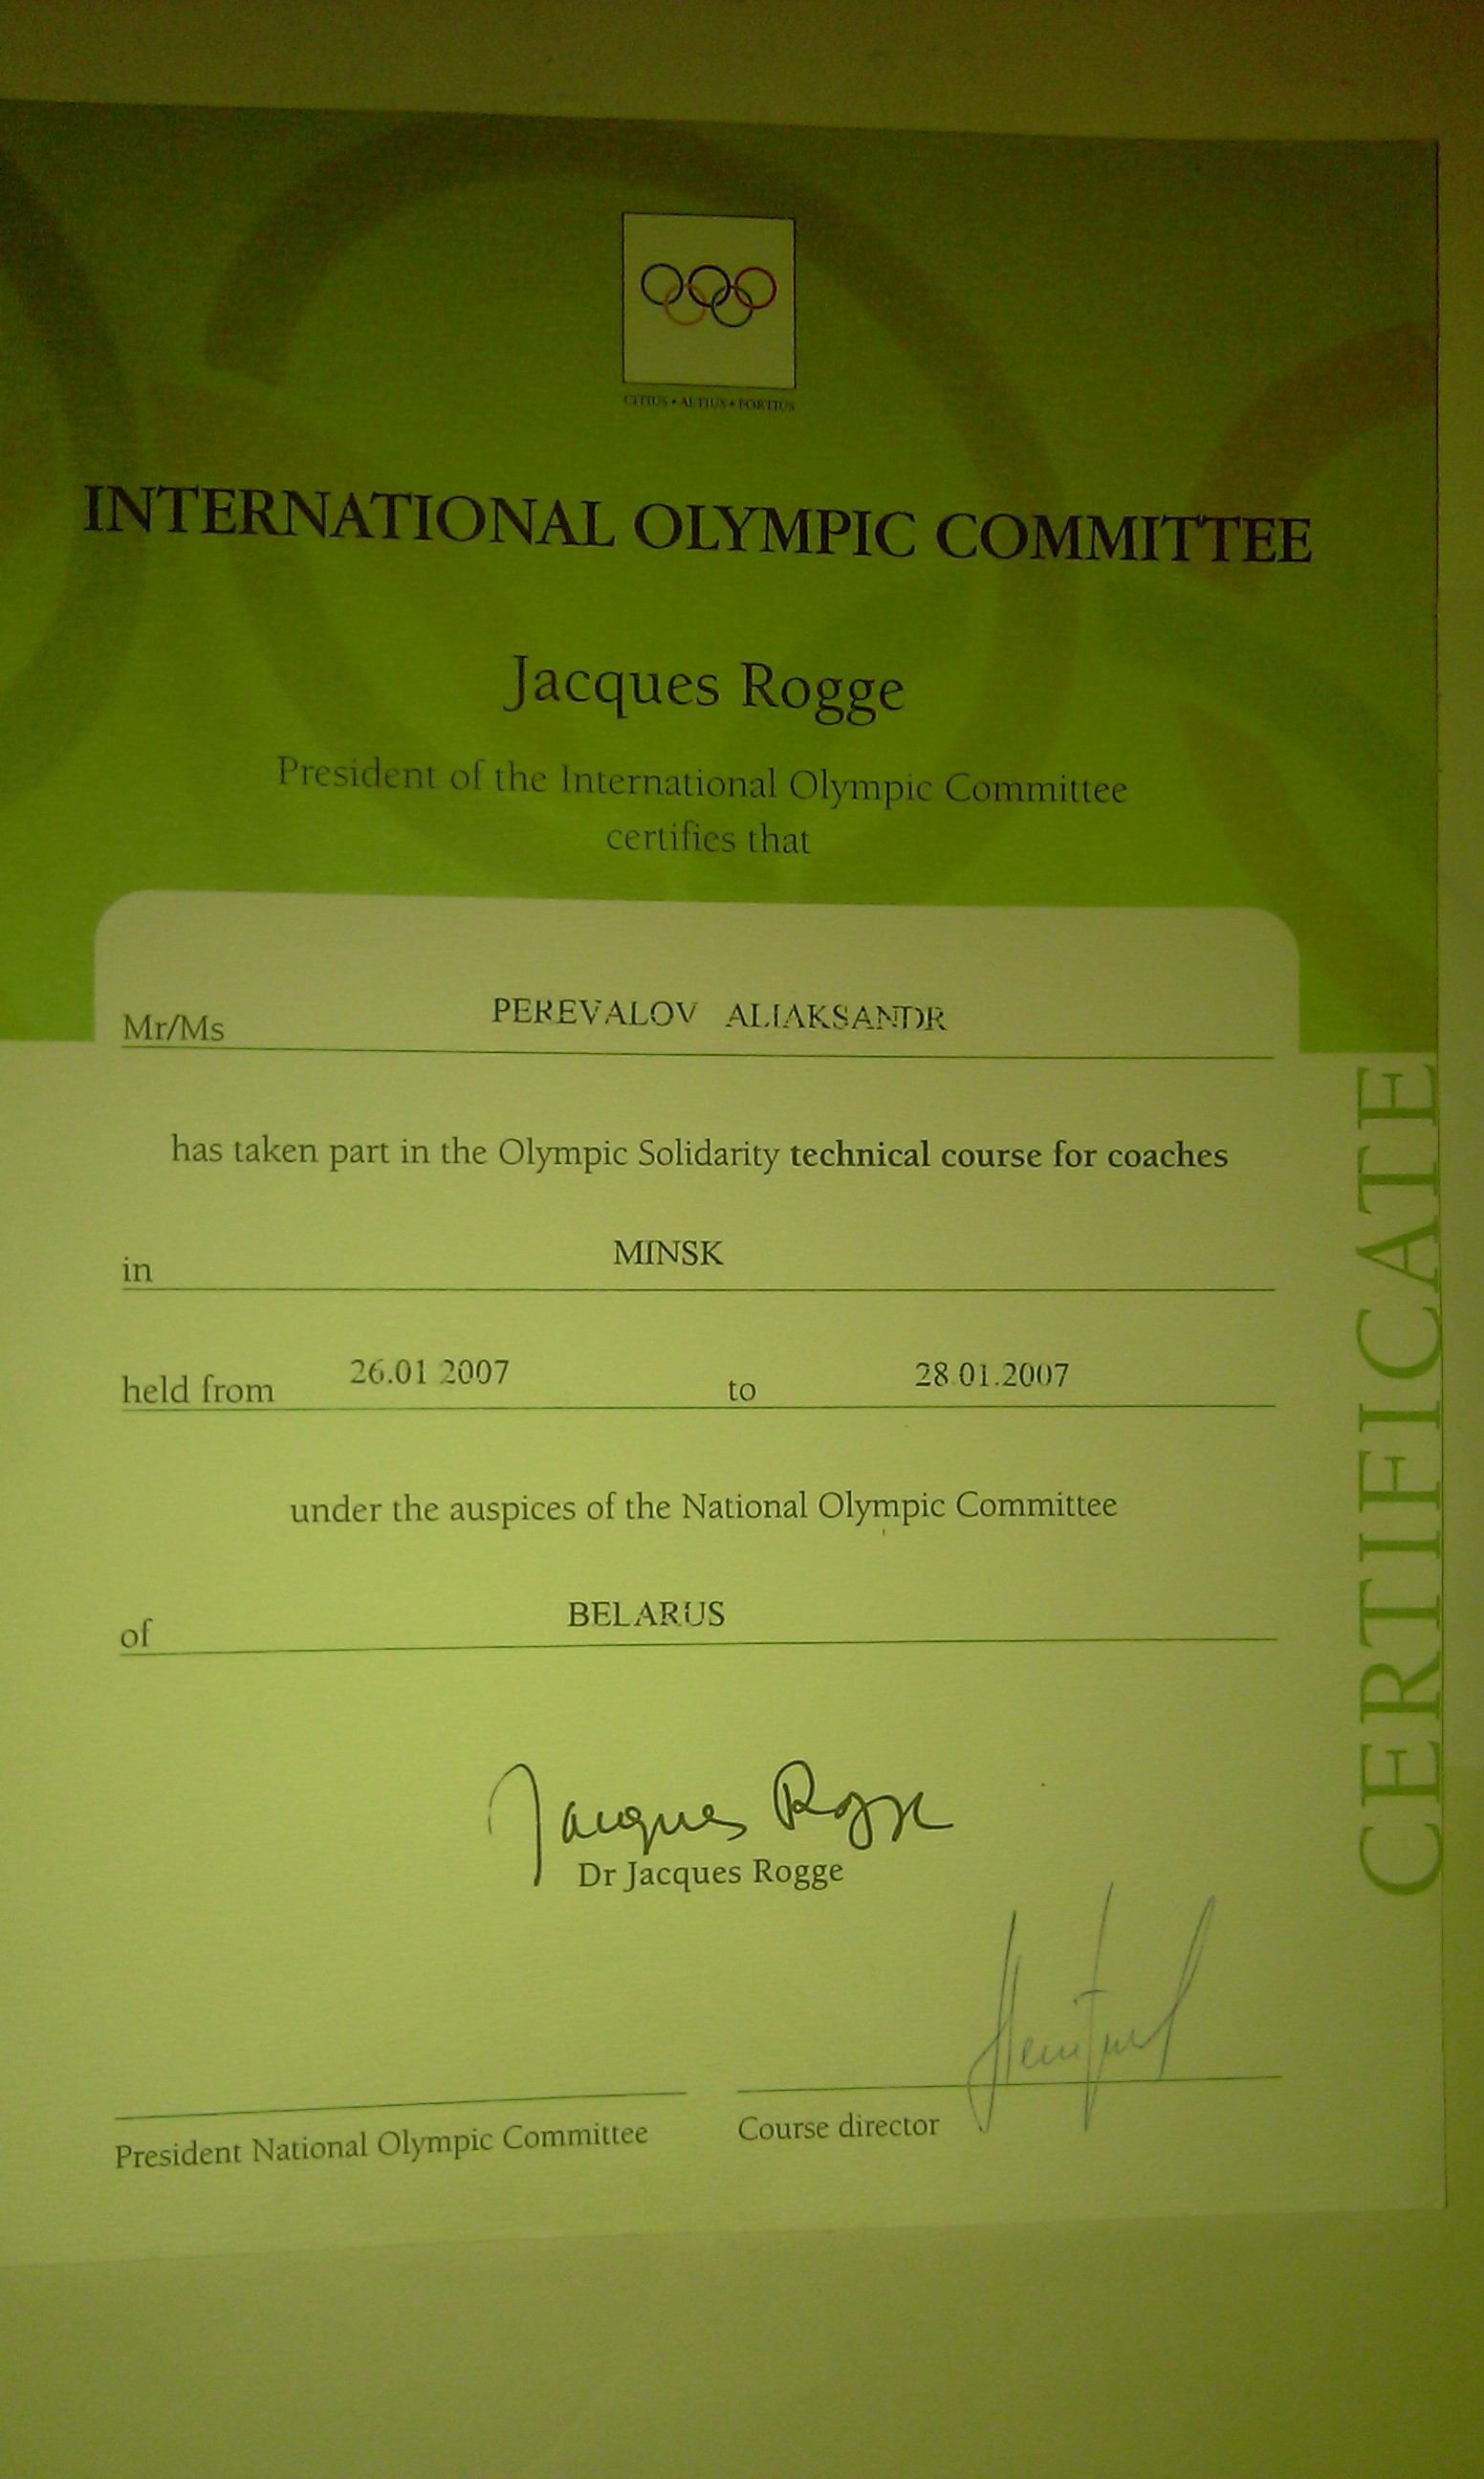 CITIUS • ALTIUS • FORTIUS
INTERNATIONAL OLYMPIC COMMITTEE
Jacques Rogge
President of the International Olympic Committee
certifies that
Mr/Ms PEREVALOV ALIAKSANDR
has taken part in the Olympic Solidarity technical course for coaches
in MINSK
held from 26.01 2007 to 28.01.2007
under the auspices of the National Olympic Committee
of BELARUS
Jacques Rogge
Dr Jacques Rogge
President National Olympic Committee
Course director
CERTIFICATE